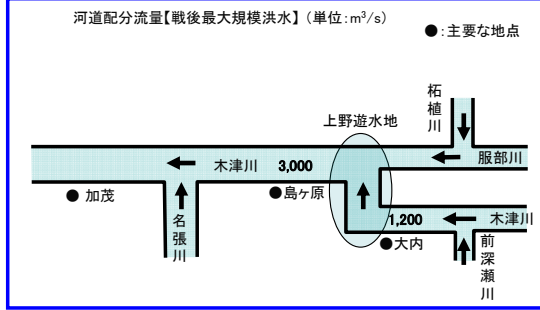 河道配分流量【戦後最大規模洪水】（単位：m³/s）
●：主要な地点
柘植川
上野遊水地
木津川
3,000
服部川
●加茂
●島ヶ原
名張川
1,200
木津川
●大内
前深瀬川